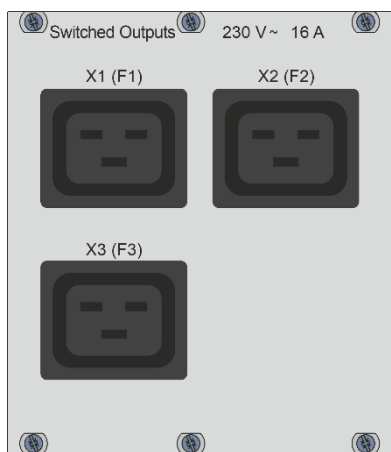 Switched Outputs 230 V~ 16 A
X1 (F1) X2 (F2)
X3 (F3)